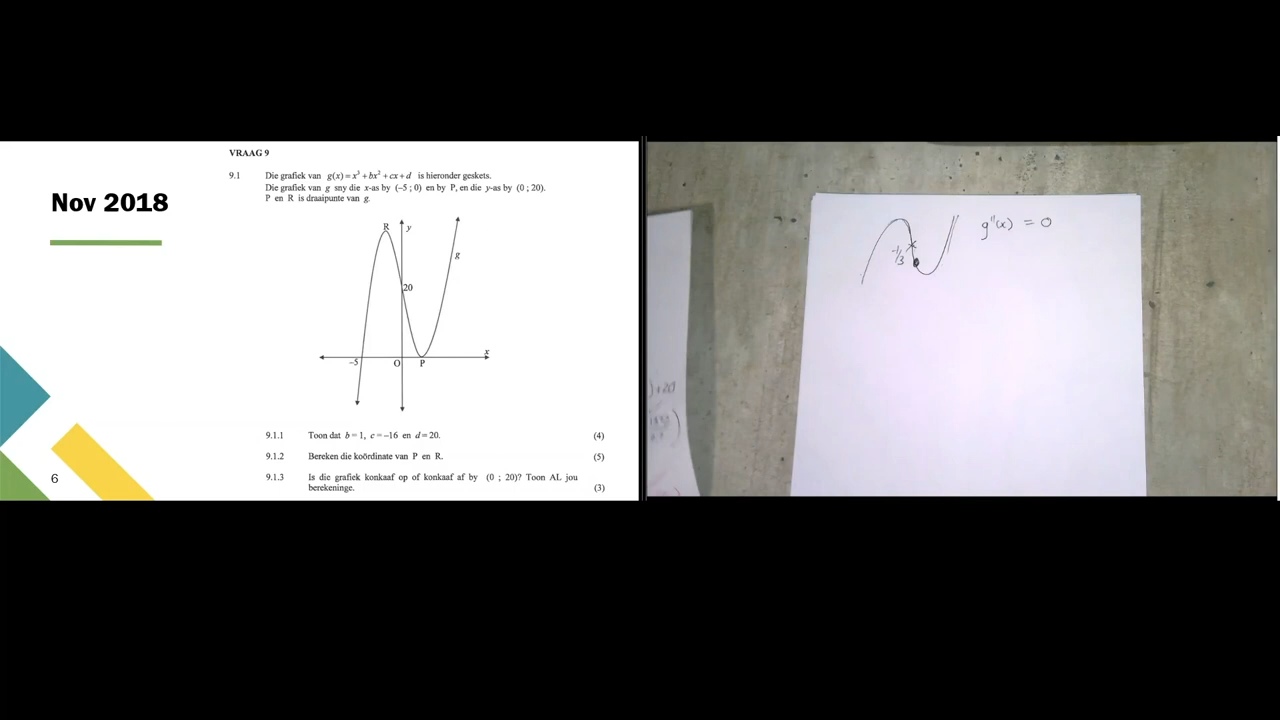 Nov 2018
6
VRAAG 9
9.1 Die grafiek van g(x) = x³ + bx² + cx + d is hieronder geskets.
Die grafiek van g sny die x-as by (−5 ; 0) en by P, en die y-as by (0 ; 20).
P en R is draaipunte van g.
R y
g
20
x
−5 O P
9.1.1 Toon dat b = 1, c = −16 en d = 20. (4)
9.1.2 Bereken die koördinate van P en R. (5)
9.1.3 Is die grafiek konkaaf op of konkaaf af by (0 ; 20)? Toon AL jou
berekeninge. (3)
g''(x) = 0
-1/3
)+20